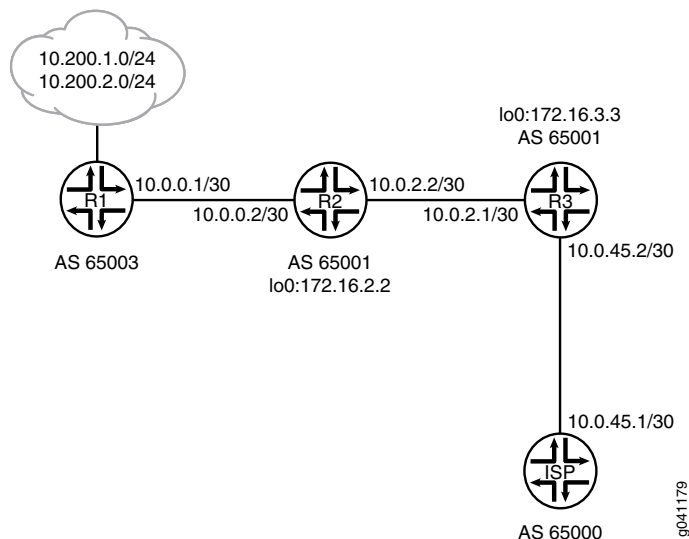 10.200.1.0/24
10.200.2.0/24
lo0:172.16.3.3
AS 65001
10.0.0.1/30
10.0.2.2/30
R1
R2
R3
10.0.0.2/30
10.0.2.1/30
AS 65003
AS 65001
lo0:172.16.2.2
10.0.45.2/30
10.0.45.1/30
ISP
AS 65000
g041179